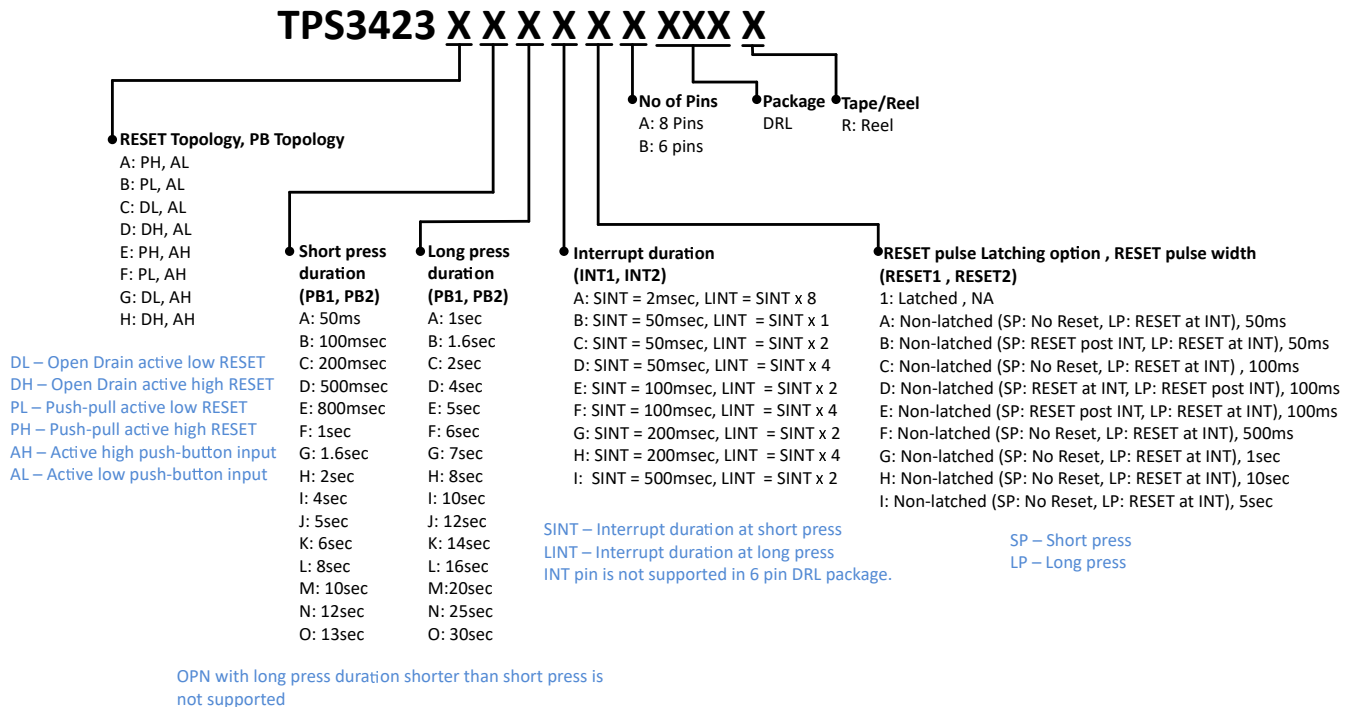 TPS3423 X X X X X X XXX X
No of Pins
A: 8 Pins
B: 6 pins
Package
DRL
Tape/Reel
R: Reel
RESET Topology, PB Topology
A: PH, AL
B: PL, AL
C: DL, AL
D: DH, AL
E: PH, AH
F: PL, AH
G: DL, AH
H: DH, AH
DL – Open Drain active low RESET
DH – Open Drain active high RESET
PL – Push-pull active low RESET
PH – Push-pull active high RESET
AH – Active high push-button input
AL – Active low push-button input
Short press
duration
(PB1, PB2)
A: 50ms
B: 100msec
C: 200msec
D: 500msec
E: 800msec
F: 1sec
G: 1.6sec
H: 2sec
I: 4sec
J: 5sec
K: 6sec
L: 8sec
M: 10sec
N: 12sec
O: 13sec
Long press
duration
(PB1, PB2)
A: 1sec
B: 1.6sec
C: 2sec
D: 4sec
E: 5sec
F: 6sec
G: 7sec
H: 8sec
I: 10sec
J: 12sec
K: 14sec
L: 16sec
M:20sec
N: 25sec
O: 30sec
OPN with long press duration shorter than short press is
not supported
Interrupt duration
(INT1, INT2)
A: SINT = 2msec, LINT = SINT x 8
B: SINT = 50msec, LINT = SINT x 1
C: SINT = 50msec, LINT = SINT x 2
D: SINT = 50msec, LINT = SINT x 4
E: SINT = 100msec, LINT = SINT x 2
F: SINT = 100msec, LINT = SINT x 4
G: SINT = 200msec, LINT = SINT x 2
H: SINT = 200msec, LINT = SINT x 4
I: SINT = 500msec, LINT = SINT x 2
SINT – Interrupt duration at short press
LINT – Interrupt duration at long press
INT pin is not supported in 6 pin DRL package.
RESET pulse Latching option , RESET pulse width
(RESET1 , RESET2)
1: Latched , NA
A: Non-latched (SP: No Reset, LP: RESET at INT), 50ms
B: Non-latched (SP: RESET post INT, LP: RESET at INT), 50ms
C: Non-latched (SP: No Reset, LP: RESET at INT) , 100ms
D: Non-latched (SP: RESET at INT, LP: RESET post INT), 100ms
E: Non-latched (SP: RESET post INT, LP: RESET at INT), 100ms
F: Non-latched (SP: No Reset, LP: RESET at INT), 500ms
G: Non-latched (SP: No Reset, LP: RESET at INT), 1sec
H: Non-latched (SP: No Reset, LP: RESET at INT), 10sec
I: Non-latched (SP: No Reset, LP: RESET at INT), 5sec
SP – Short press
LP – Long press